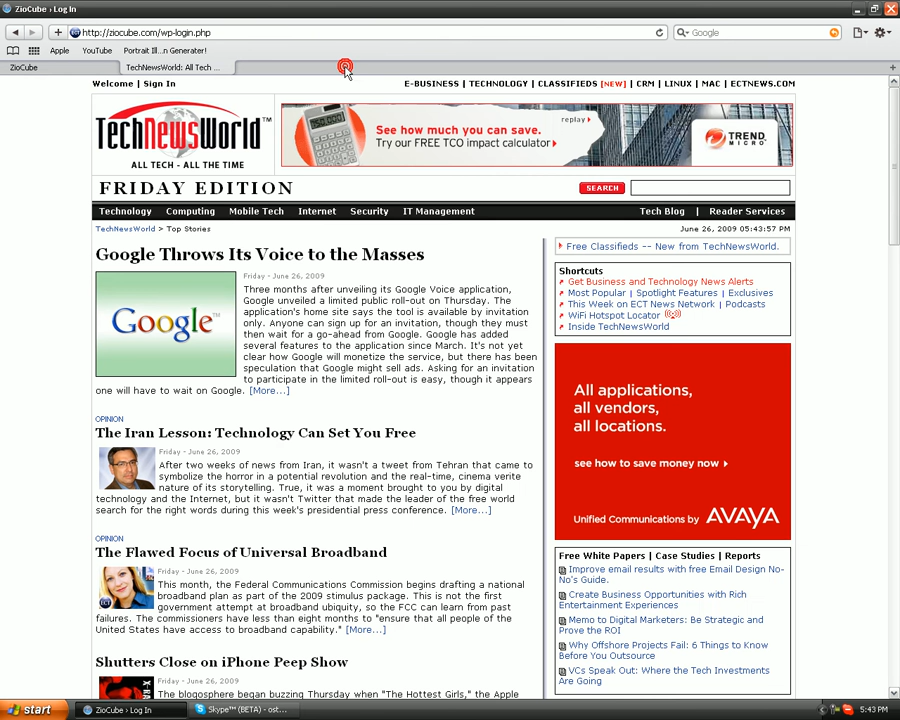 ZioCube › Log In
http://ziocube.com/wp-login.php
Google
Apple YouTube Portrait Ill...n Generater!
ZioCube
TechNewsWorld: All Tech ...
Welcome | Sign In
E-BUSINESS | TECHNOLOGY | CLASSIFIEDS [NEW] | CRM | LINUX | MAC | ECTNEWS.COM
TECHNEWSWORLD™
ALL TECH - ALL THE TIME
See how much you can save.
Try our FREE TCO impact calculator
replay
TREND
MICRO
FRIDAY EDITION
SEARCH
Technology Computing Mobile Tech Internet Security IT Management
Tech Blog | Reader Services
TechNewsWorld > Top Stories
June 26, 2009 05:43:57 PM
Google Throws Its Voice to the Masses
Friday - June 26, 2009
Google™
Three months after unveiling its Google Voice application,
Google unveiled a limited public roll-out on Thursday. The
application's home site says the tool is available by invitation
only. Anyone can sign up for an invitation, though they must
then wait for a go-ahead from Google. Google has added
several features to the application since March. It's not yet
clear how Google will monetize the service, but there has been
speculation that Google might sell ads. Asking for an invitation
to participate in the limited roll-out is easy, though it appears
one will have to wait on Google. [More...]
OPINION
The Iran Lesson: Technology Can Set You Free
Friday - June 26, 2009
After two weeks of news from Iran, it wasn't a tweet from Tehran that came to
symbolize the horror in a potential revolution and the real-time, cinema verite
nature of its storytelling. True, it was a moment brought to you by digital
technology and the Internet, but it wasn't Twitter that made the leader of the free world
search for the right words during this week's presidential press conference. [More...]
OPINION
The Flawed Focus of Universal Broadband
Friday - June 26, 2009
This month, the Federal Communications Commission begins drafting a national
broadband plan as part of the 2009 stimulus package. This is not the first
government attempt at broadband ubiquity, so the FCC can learn from past
failures. The commissioners have less than eight months to "ensure that all people of the
United States have access to broadband capability." [More...]
Shutters Close on iPhone Peep Show
Friday - June 26, 2009
The blogosphere began buzzing Thursday when "The Hottest Girls," the Apple
Free Classifieds -- New from TechNewsWorld.
Shortcuts
Get Business and Technology News Alerts
Most Popular | Spotlight Features | Exclusives
This Week on ECT News Network | Podcasts
WiFi Hotspot Locator
Inside TechNewsWorld
All applications,
all vendors,
all locations.
see how to save money now
Unified Communications by AVAYA
Free White Papers | Case Studies | Reports
Improve email results with free Email Design No-
No's Guide.
Create Business Opportunities with Rich
Entertainment Experiences
Memo to Digital Marketers: Be Strategic and
Prove the ROI
Why Offshore Projects Fail: 6 Things to Know
Before You Outsource
VCs Speak Out: Where the Tech Investments
Are Going
start
ZioCube › Log In
Skype™ (BETA) - ost...
5:43 PM